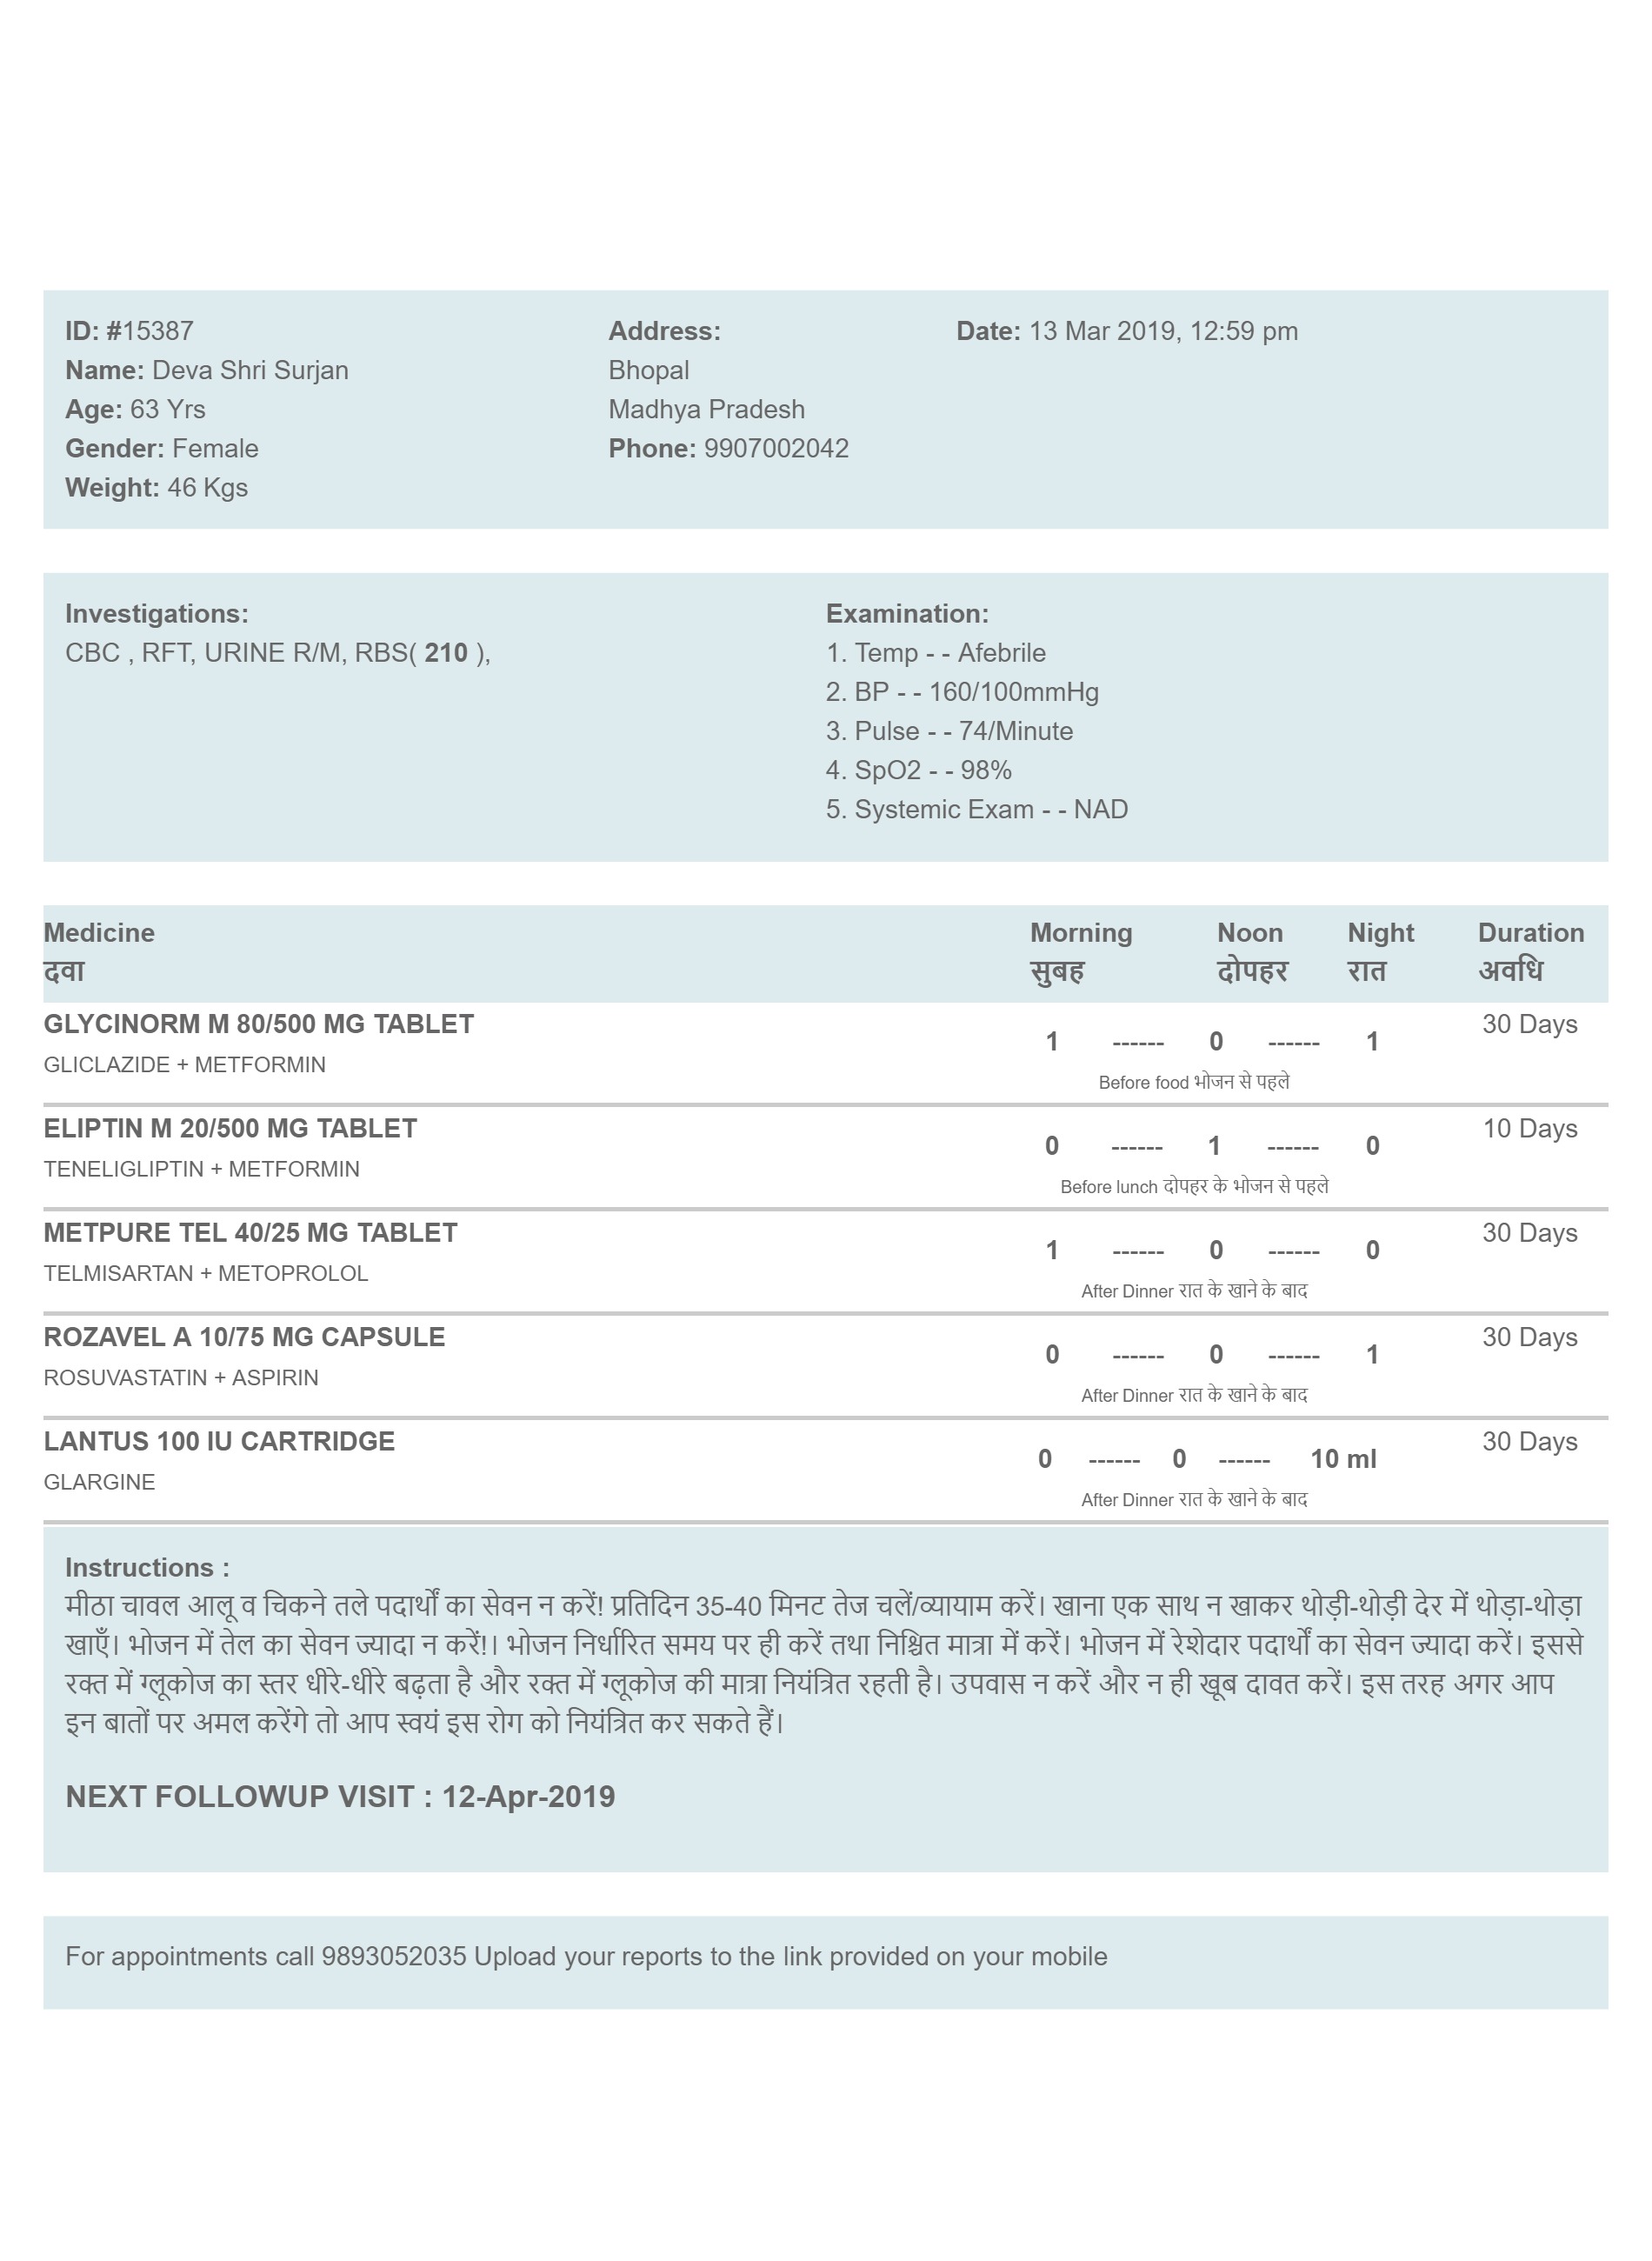 ID: #15387
Name: Deva Shri Surjan
Age: 63 Yrs
Gender: Female
Weight: 46 Kgs
Address:
Bhopal
Madhya Pradesh
Phone: 9907002042
Date: 13 Mar 2019, 12:59 pm
Investigations:
CBC , RFT, URINE R/M, RBS( 210 ),
Examination:
1. Temp - - Afebrile
2. BP - - 160/100mmHg
3. Pulse - - 74/Minute
4. SpO2 - - 98%
5. Systemic Exam - - NAD
Medicine Morning Noon Night Duration
दवा सुबह दोपहर रात अवधि
GLYCINORM M 80/500 MG TABLET 30 Days
1 ------ 0 ------ 1
GLICLAZIDE + METFORMIN
Before food भोजन से पहले
ELIPTIN M 20/500 MG TABLET 10 Days
0 ------ 1 ------ 0
TENELIGLIPTIN + METFORMIN
Before lunch दोपहर के भोजन से पहले
METPURE TEL 40/25 MG TABLET 30 Days
1 ------ 0 ------ 0
TELMISARTAN + METOPROLOL
After Dinner रात के खाने के बाद
ROZAVEL A 10/75 MG CAPSULE 30 Days
0 ------ 0 ------ 1
ROSUVASTATIN + ASPIRIN
After Dinner रात के खाने के बाद
LANTUS 100 IU CARTRIDGE 30 Days
0 ------ 0 ------ 10 ml
GLARGINE
After Dinner रात के खाने के बाद
Instructions :
मीठा चावल आलू व चिकने तले पदार्थों का सेवन न करें! प्रतिदिन 35-40 मिनट तेज चलें/व्यायाम करें। खाना एक साथ न खाकर थोड़ी-थोड़ी देर में थोड़ा-थोड़ा
खाएँ। भोजन में तेल का सेवन ज्यादा न करें!। भोजन निर्धारित समय पर ही करें तथा निश्चित मात्रा में करें। भोजन में रेशेदार पदार्थों का सेवन ज्यादा करें। इससे
रक्त में ग्लूकोज का स्तर धीरे-धीरे बढ़ता है और रक्त में ग्लूकोज की मात्रा नियंत्रित रहती है। उपवास न करें और न ही खूब दावत करें। इस तरह अगर आप
इन बातों पर अमल करेंगे तो आप स्वयं इस रोग को नियंत्रित कर सकते हैं।
NEXT FOLLOWUP VISIT : 12-Apr-2019
For appointments call 9893052035 Upload your reports to the link provided on your mobile